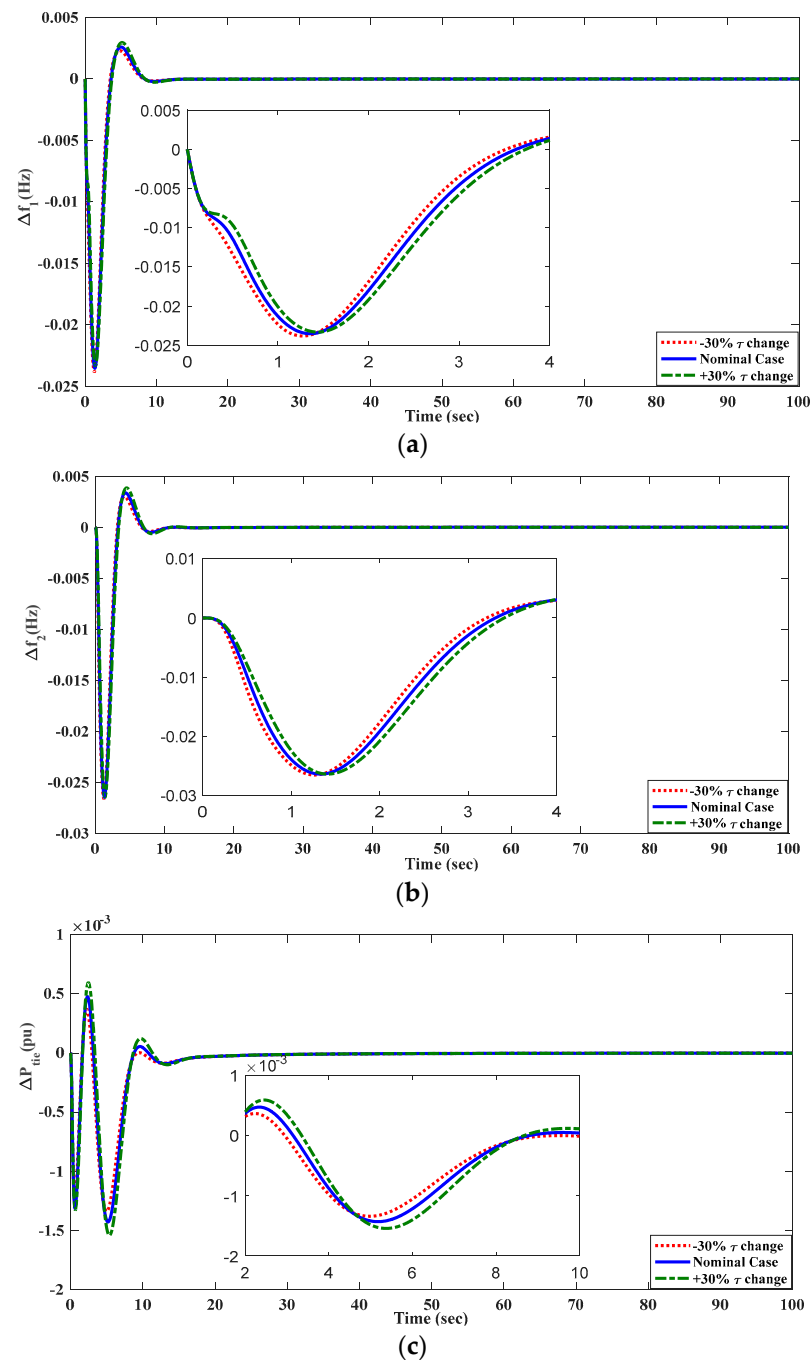 0.005
0
-0.005
-0.01
-0.015
-0.02
-0.025
Δf1(Hz)
0.005
0
-0.005
-0.010
-0.015
-0.020
-0.025
0 1 2 3 4
-30% τ change
Nominal Case
+30% τ change
0 10 20 30 40 50 60 70 80 90 100
Time (sec)
(a)
0.005
0
-0.005
-0.01
-0.015
-0.02
-0.025
-0.03
Δf2(Hz)
0.01
0
-0.01
-0.02
-0.03
0 1 2 3 4
-30% τ change
Nominal Case
+30% τ change
0 10 20 30 40 50 60 70 80 90 100
Time (sec)
(b)
×10-3
1
0.5
0
-0.5
-1
-1.5
-2
ΔPtie(pu)
×10-3
1
0
-1
-2
2 4 6 8 10
-30% τ change
Nominal Case
+30% τ change
0 10 20 30 40 50 60 70 80 90 100
Time (sec)
(c)